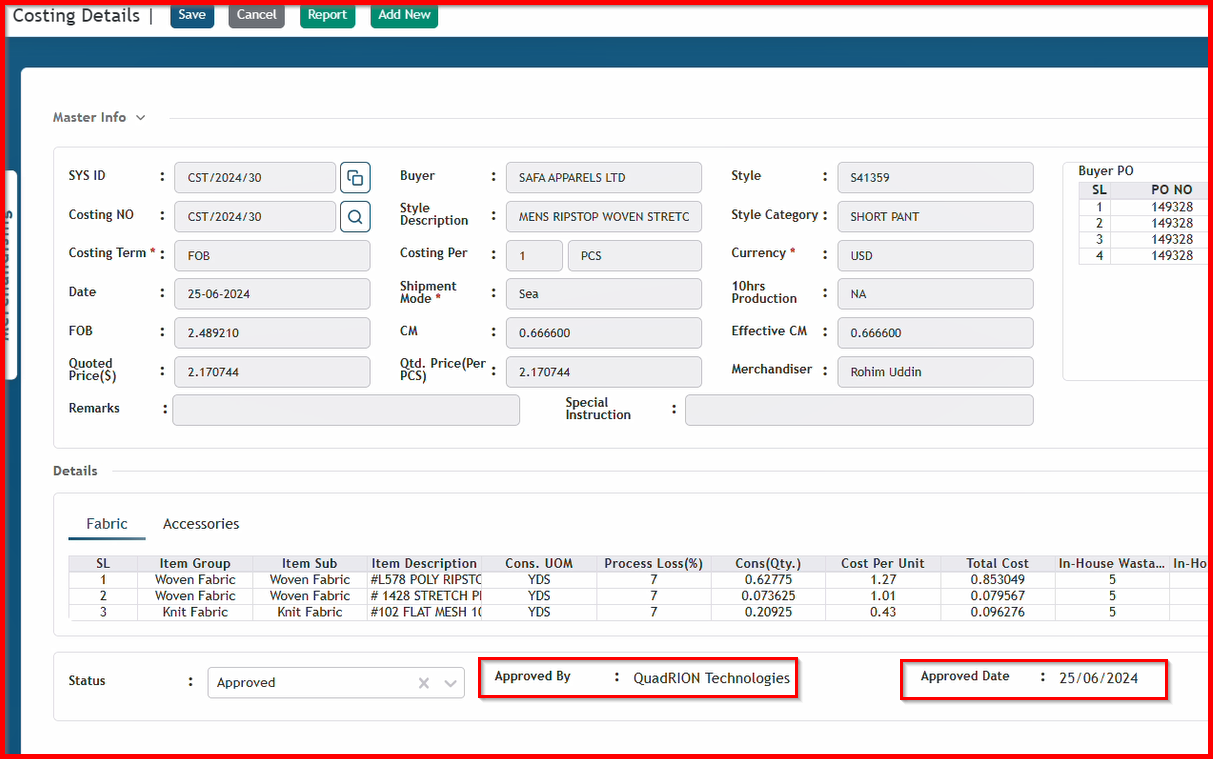 Costing Details | Save Cancel Report Add New
Master Info
SYS ID : CST/2024/30 Buyer : SAFA APPARELS LTD Style : S41359 Buyer PO
Costing NO : CST/2024/30 Style Description : MENS RIPSTOP WOVEN STRETC Style Category : SHORT PANT
Costing Term * : FOB Costing Per : 1 PCS Currency * : USD
Date : 25-06-2024 Shipment Mode * : Sea 10hrs Production : NA
FOB : 2.489210 CM : 0.666600 Effective CM : 0.666600
Quoted Price($) : 2.170744 Qtd. Price(Per PCS) : 2.170744 Merchandiser : Rohim Uddin
Remarks : Special Instruction :
SL PO NO
1 149328
2 149328
3 149328
4 149328
Details
Fabric Accessories
SL Item Group Item Sub Item Description Cons. UOM Process Loss(%) Cons(Qty.) Cost Per Unit Total Cost In-House Wasta... In-Ho
1 Woven Fabric Woven Fabric #L578 POLY RIPSTO YDS 7 0.62775 1.27 0.853049 5
2 Woven Fabric Woven Fabric # 1428 STRETCH PI YDS 7 0.073625 1.01 0.079567 5
3 Knit Fabric Knit Fabric #102 FLAT MESH 10 YDS 7 0.20925 0.43 0.096276 5
Status : Approved Approved By : QuadRION Technologies Approved Date : 25/06/2024